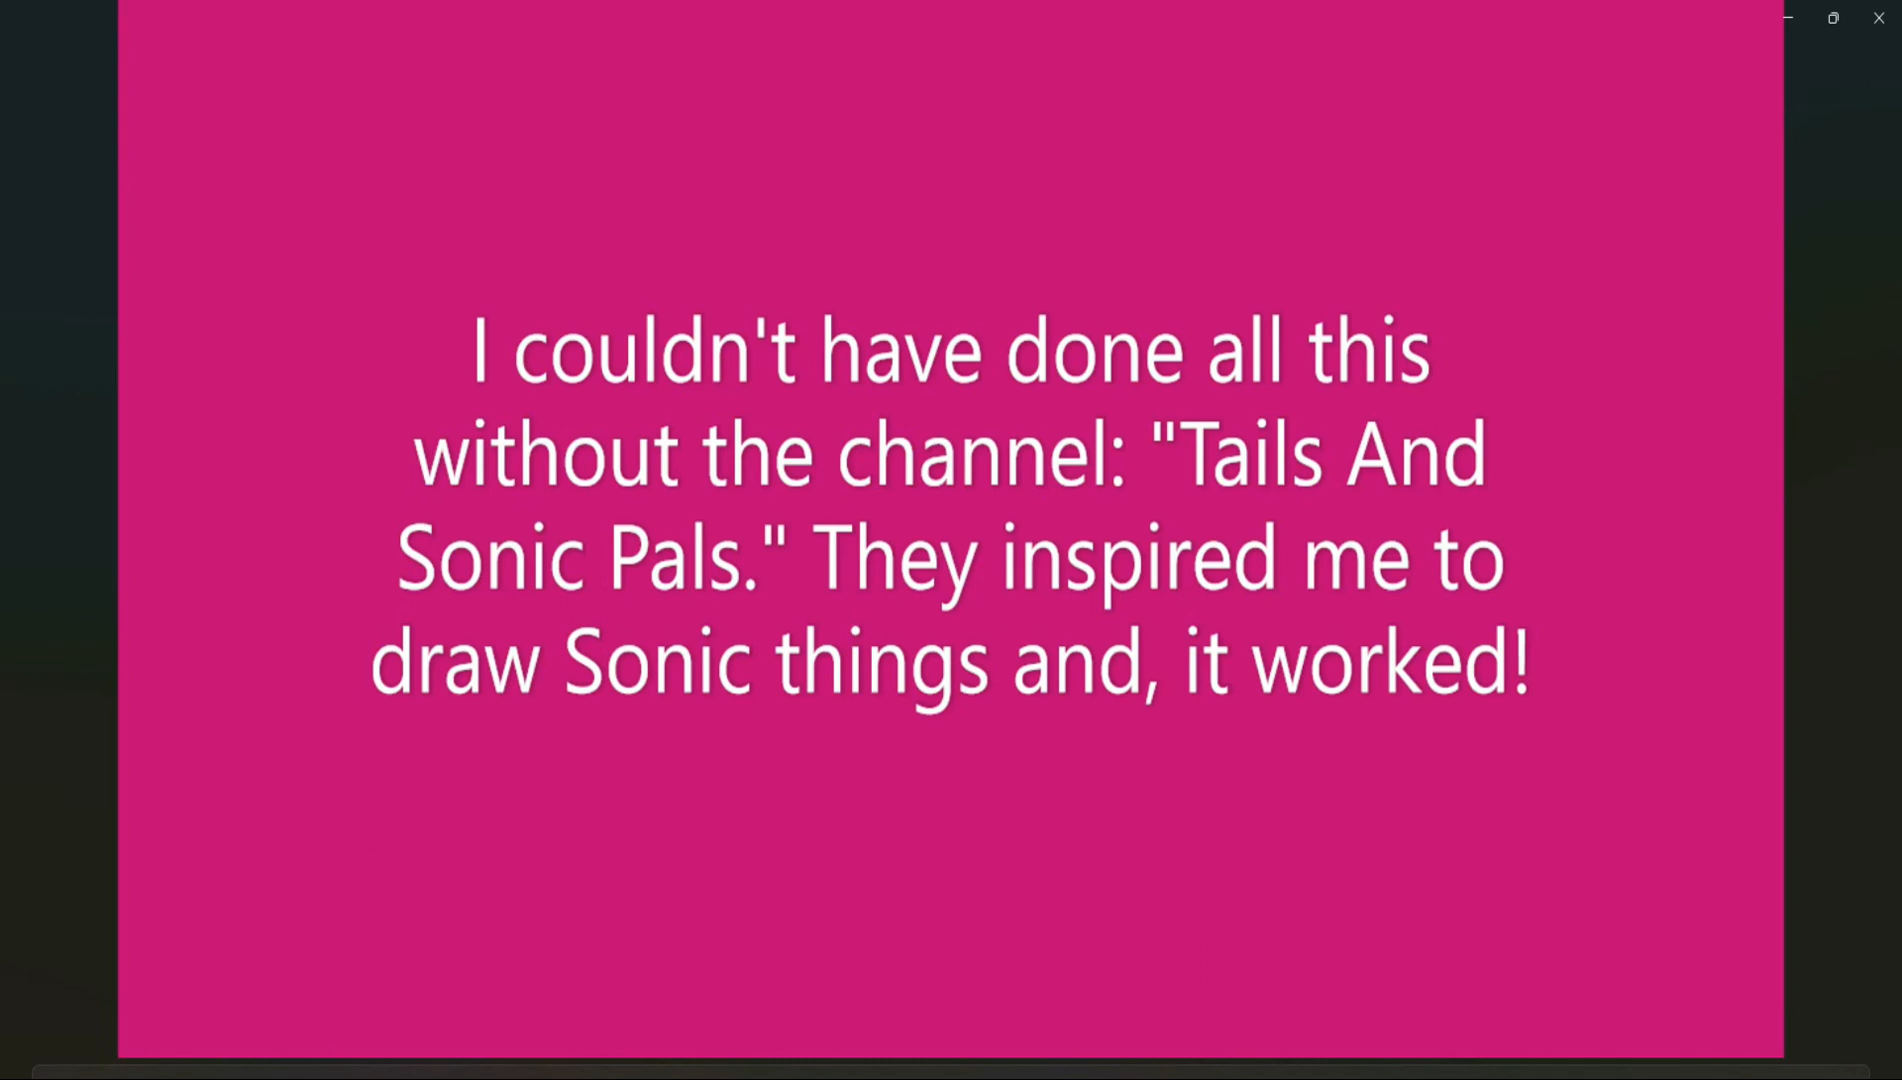 I couldn't have done all this
without the channel: "Tails And
Sonic Pals." They inspired me to
draw Sonic things and, it worked!